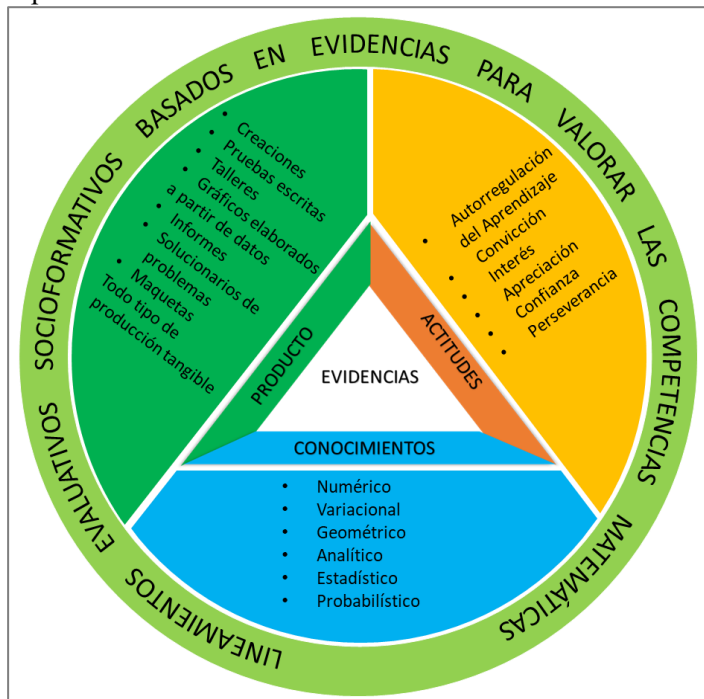 LINEAMIENTOS EVALUATIVOS SOCIOFORMATIVOS BASADOS EN EVIDENCIAS PARA VALORAR LAS COMPETENCIAS MATEMÁTICAS
• Creaciones
• Pruebas escritas
• Talleres
• Gráficos elaborados
a partir de datos
• Informes
• Solucionarios de
problemas
• Maquetas
• Todo tipo de
producción tangible
• Autorregulación
del Aprendizaje
• Convicción
• Interés
• Apreciación
• Confianza
• Perseverancia
PRODUCTO
ACTITUDES
EVIDENCIAS
CONOCIMIENTOS
• Numérico
• Variacional
• Geométrico
• Analítico
• Estadístico
• Probabilístico